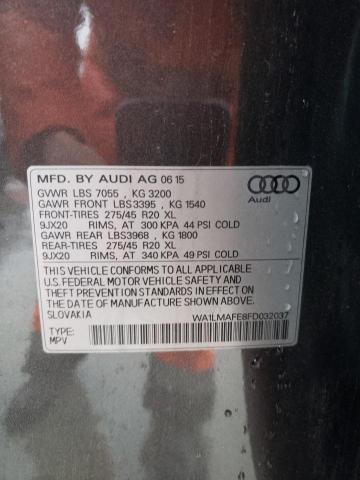 MFD. BY AUDI AG 06 15
GVWR LBS 7055 , KG 3200
GAWR FRONT LBS3395 , KG 1540
FRONT-TIRES 275/45 R20 XL
9JX20 RIMS, AT 300 KPA 44 PSI COLD
GAWR REAR LBS3968 , KG 1800
REAR-TIRES 275/45 R20 XL
9JX20 RIMS, AT 340 KPA 49 PSI COLD
THIS VEHICLE CONFORMS TO ALL APPLICABLE
U.S. FEDERAL MOTOR VEHICLE SAFETY AND
THEFT PREVENTION STANDARDS IN EFFECT ON
THE DATE OF MANUFACTURE SHOWN ABOVE.
SLOVAKIA
WA1LMAFE8FD032037
TYPE:
MPV
Audi